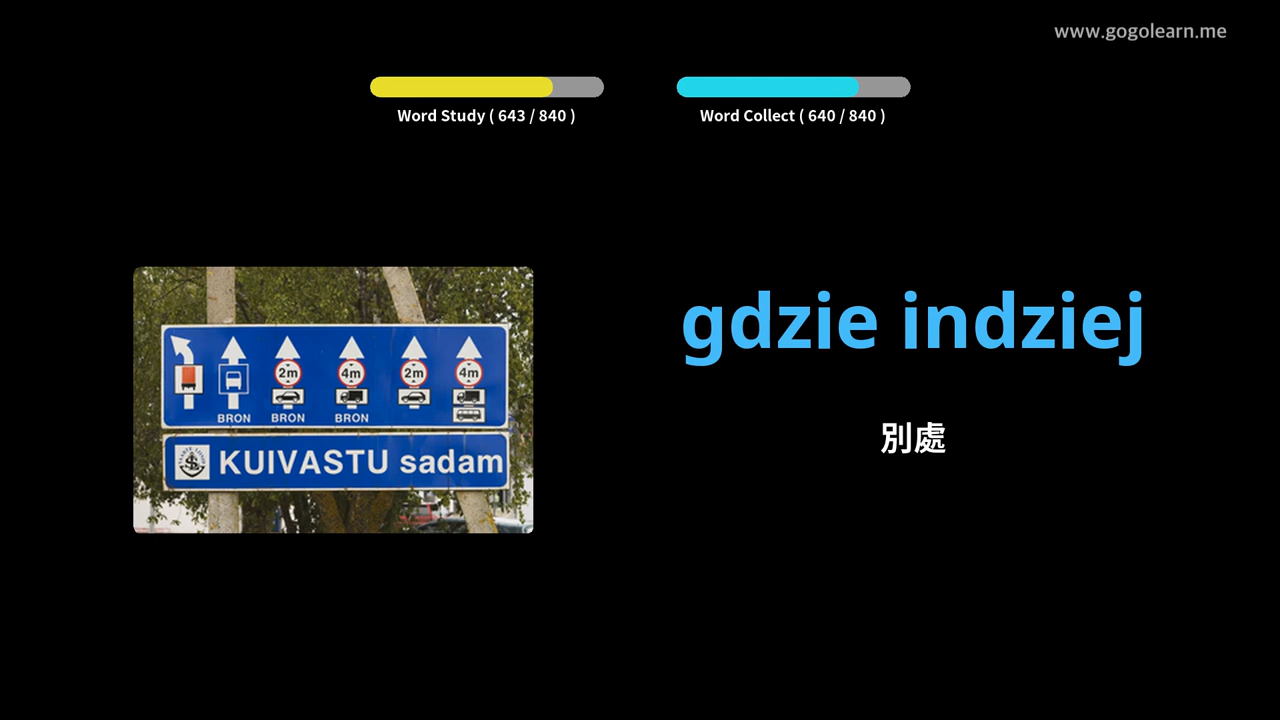 www.gogolearn.me
Word Study ( 643 / 840 )
Word Collect ( 640 / 840 )
2m 4m 2m 4m
BRON BRON BRON
KUIVASTU sadam
gdzie indziej
別處